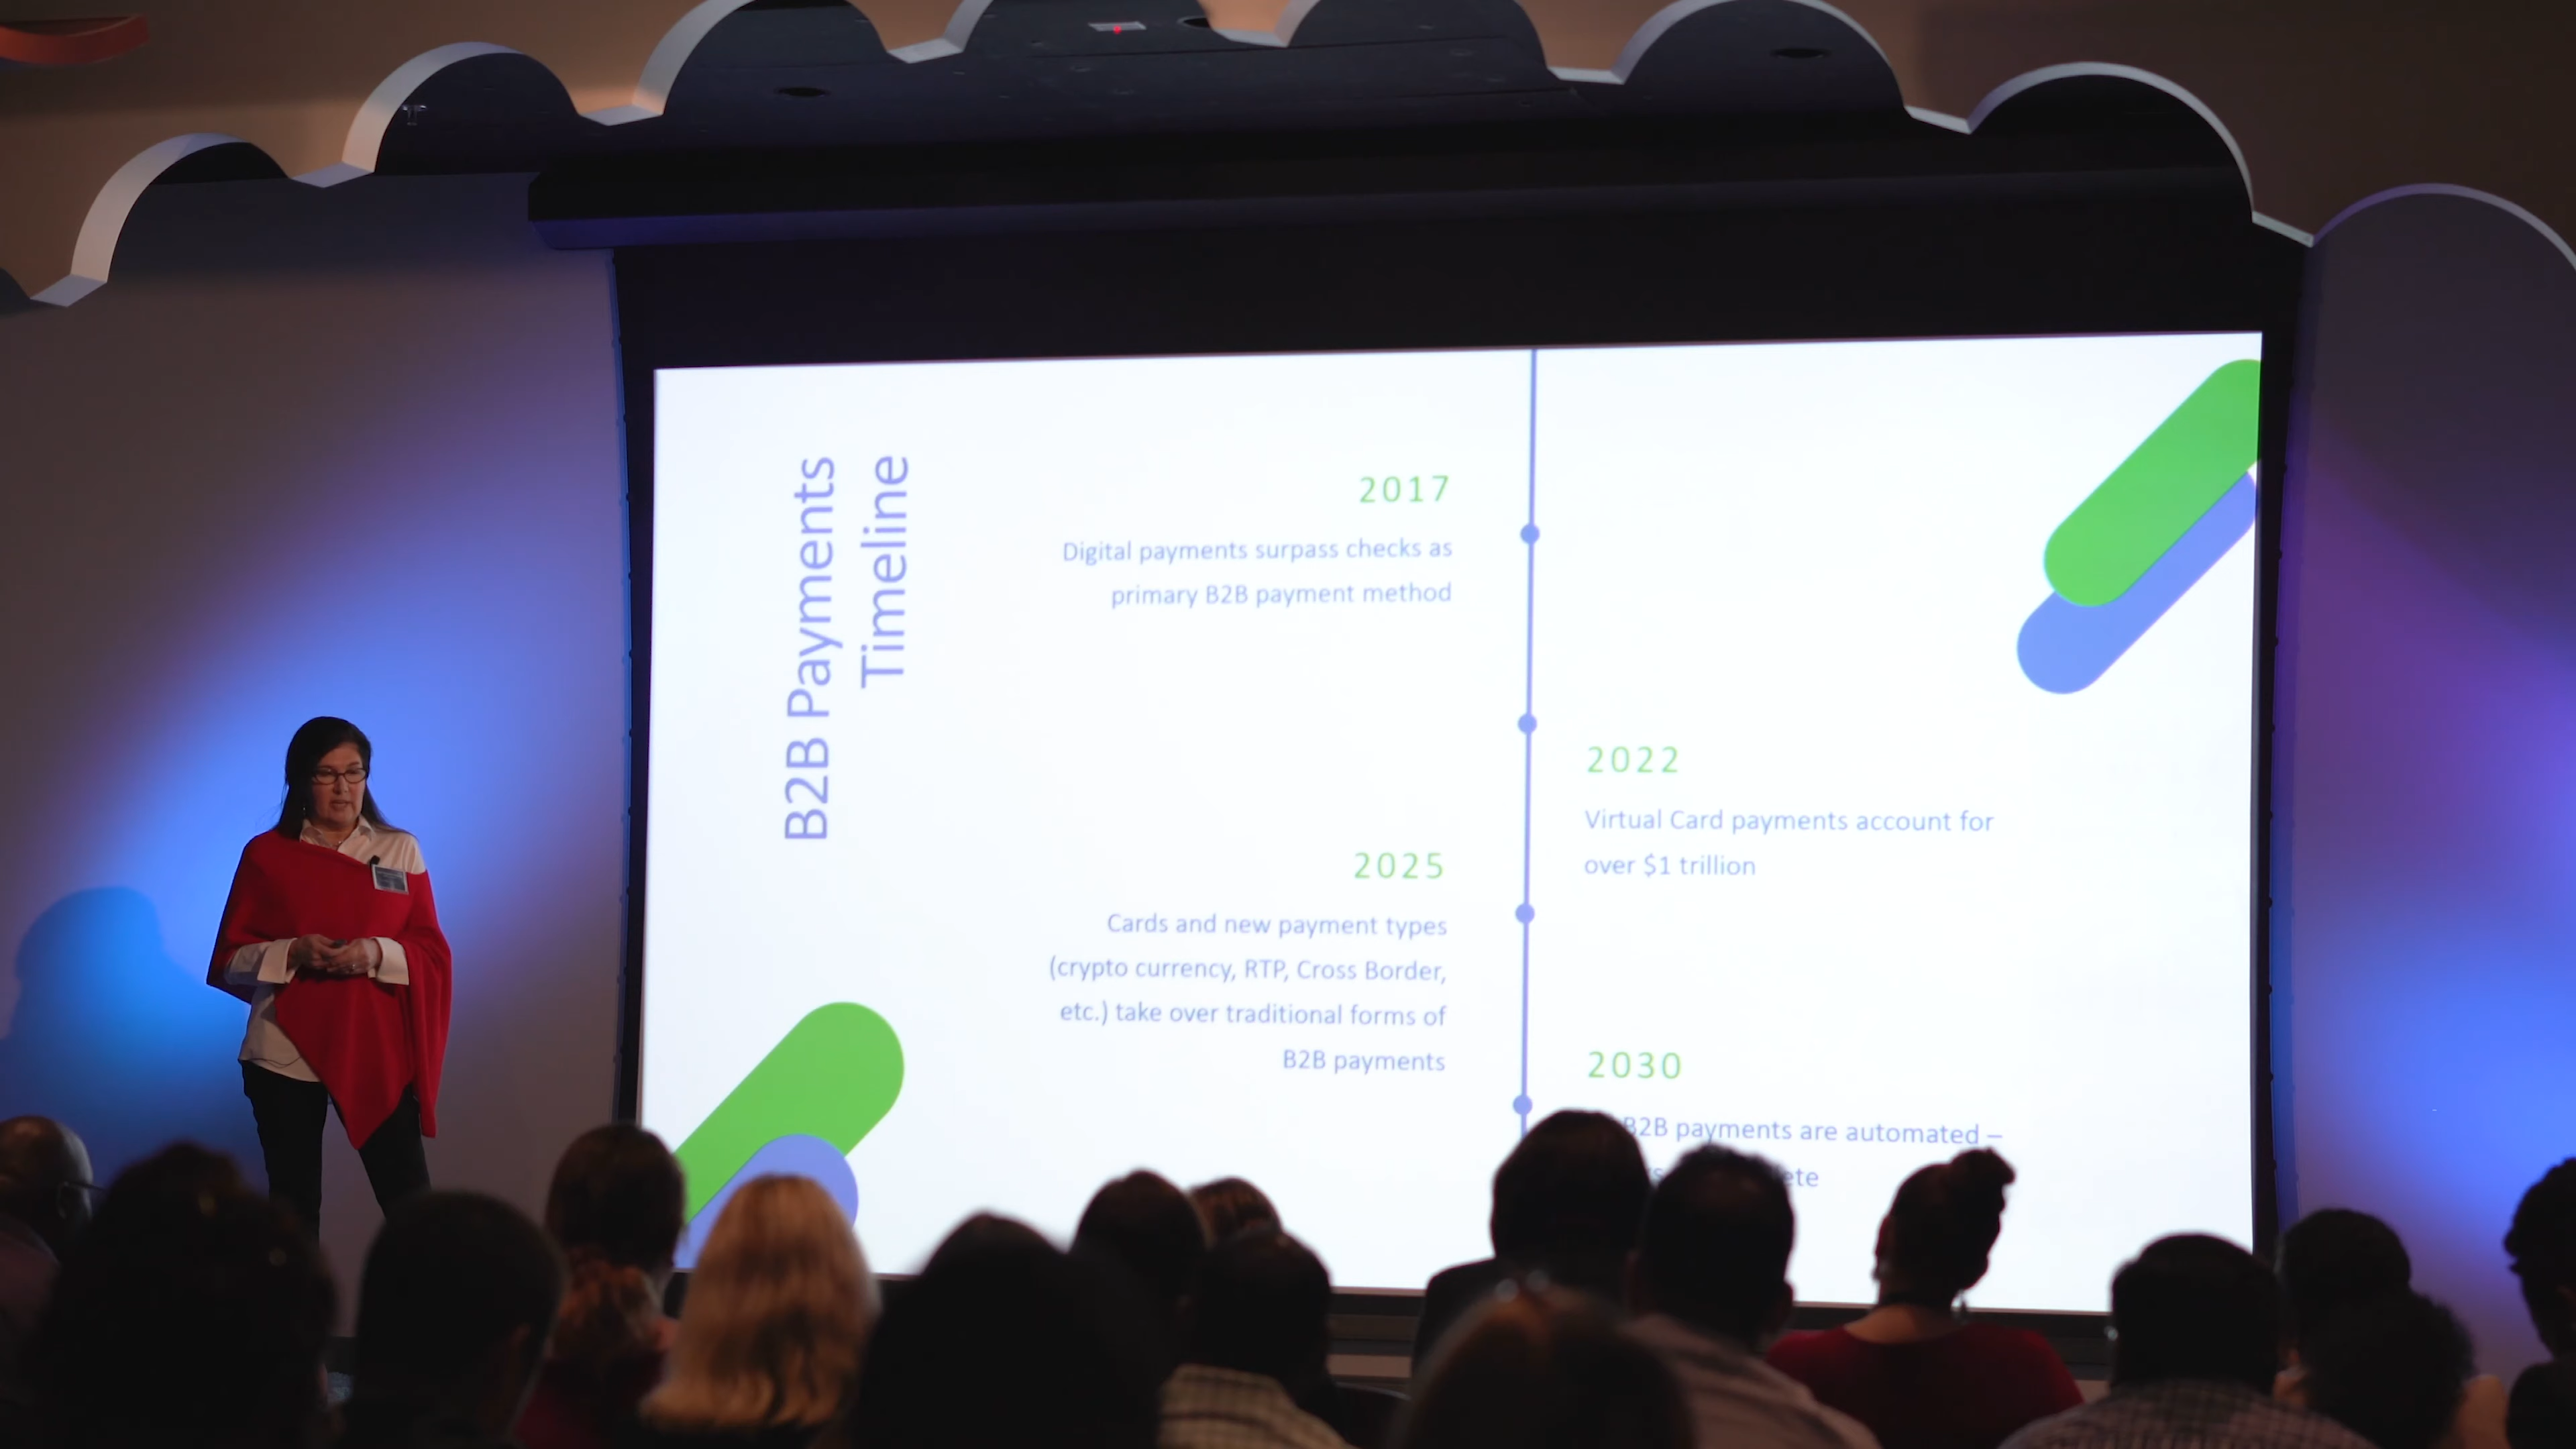 B2B Payments
Timeline
2017
Digital payments surpass checks as
primary B2B payment method
2022
Virtual Card payments account for
over $1 trillion
2025
Cards and new payment types
(crypto currency, RTP, Cross Border,
etc.) take over traditional forms of
B2B payments
2030
B2B payments are automated –